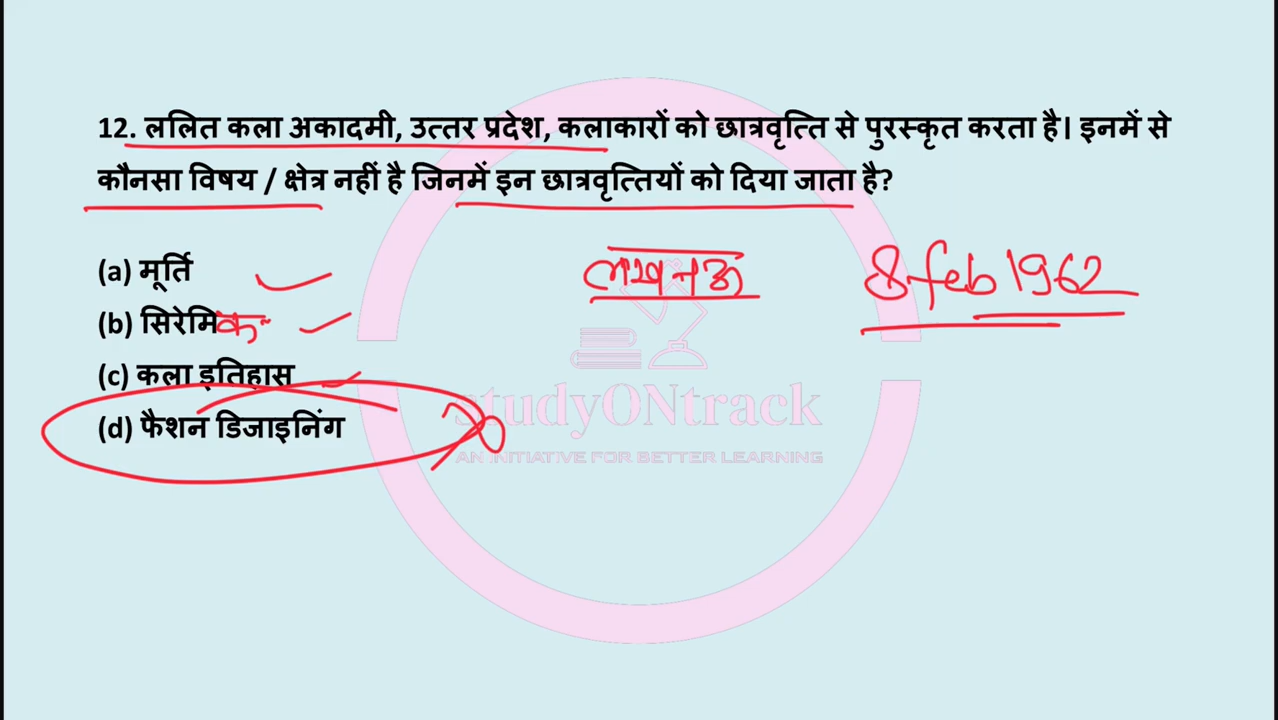 12. ललित कला अकादमी, उत्तर प्रदेश, कलाकारों को छात्रवृत्ति से पुरस्कृत करता है। इनमें से
कौनसा विषय / क्षेत्र नहीं है जिनमें इन छात्रवृत्तियों को दिया जाता है?
(a) मूर्ति
लखनऊ
8 feb 1962
(b) सिरेमिक
(c) कला इतिहास
(d) फैशन डिजाइनिंग
studyONtrack
AN INITIATIVE FOR BETTER LEARNING